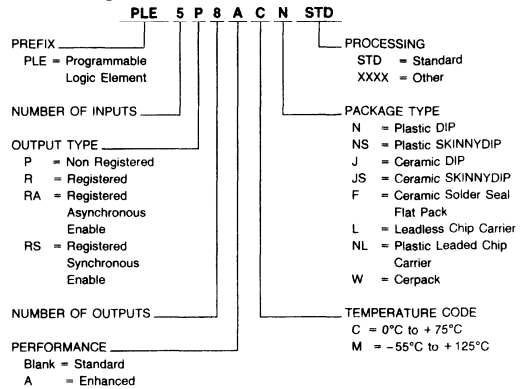 PLE 5 P 8 A C N STD
PREFIX
PLE = Programmable
Logic Element
NUMBER OF INPUTS
OUTPUT TYPE
P = Non Registered
R = Registered
RA = Registered
Asynchronous
Enable
RS = Registered
Synchronous
Enable
NUMBER OF OUTPUTS
PERFORMANCE
Blank = Standard
A = Enhanced
PROCESSING
STD = Standard
XXXX = Other
PACKAGE TYPE
N = Plastic DIP
NS = Plastic SKINNYDIP
J = Ceramic DIP
JS = Ceramic SKINNYDIP
F = Ceramic Solder Seal
Flat Pack
L = Leadless Chip Carrier
NL = Plastic Leaded Chip
Carrier
W = Cerpack
TEMPERATURE CODE
C = 0°C to +75°C
M = -55°C to +125°C